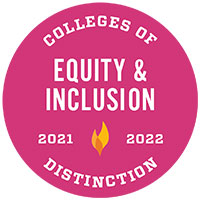 COLLEGES OF
EQUITY &
INCLUSION
2021 2022
DISTINCTION